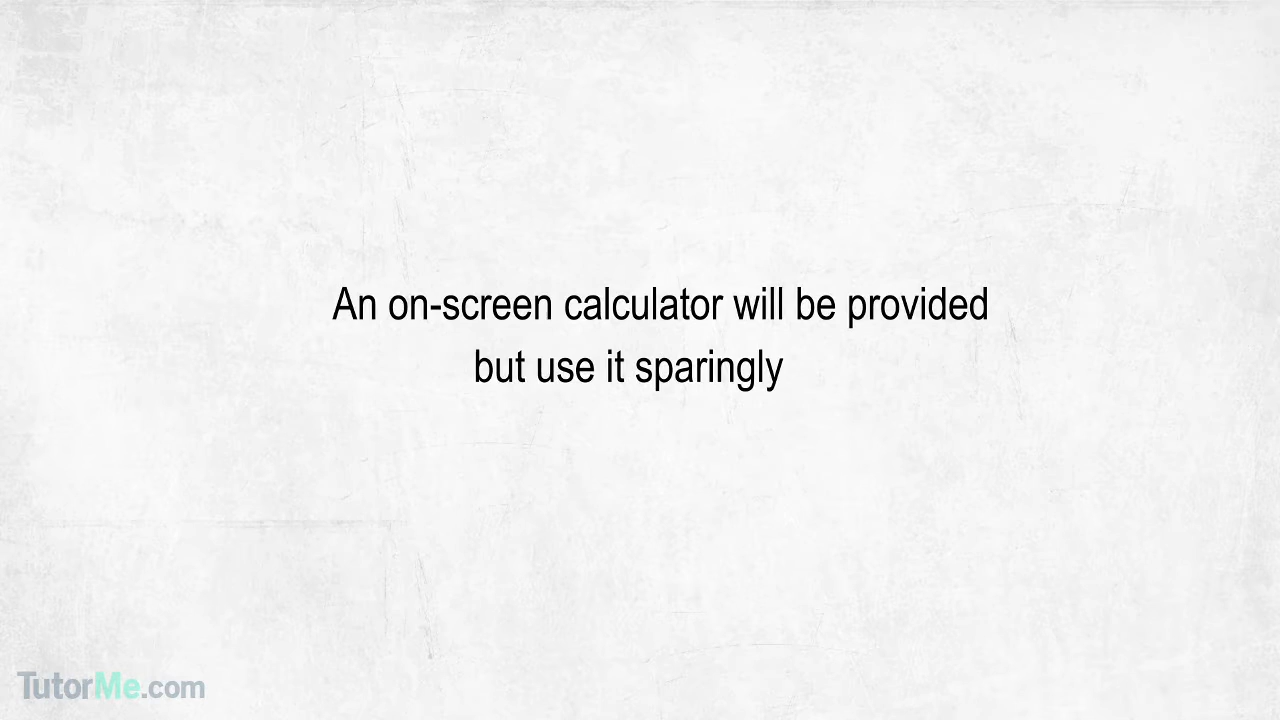 An on-screen calculator will be provided
but use it sparingly
TutorMe.com